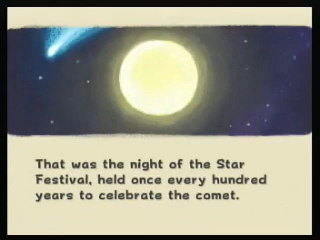 That was the night of the Star
Festival, held once every hundred
years to celebrate the comet.